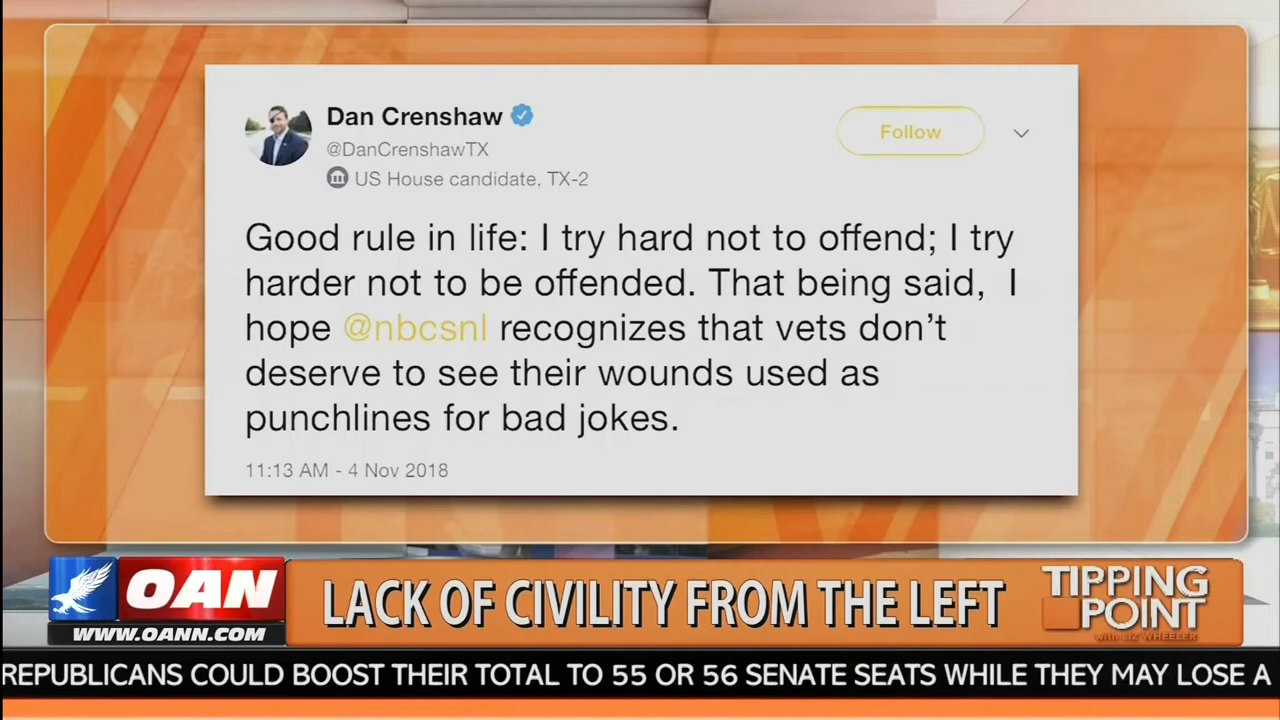 Dan Crenshaw
@DanCrenshawTX
US House candidate, TX-2
Follow
Good rule in life: I try hard not to offend; I try
harder not to be offended. That being said, I
hope @nbcsnl recognizes that vets don’t
deserve to see their wounds used as
punchlines for bad jokes.
11:13 AM - 4 Nov 2018
OAN
WWW.OANN.COM
LACK OF CIVILITY FROM THE LEFT
TIPPING
POINT
with LIZ WHEELER
REPUBLICANS COULD BOOST THEIR TOTAL TO 55 OR 56 SENATE SEATS WHILE THEY MAY LOSE A